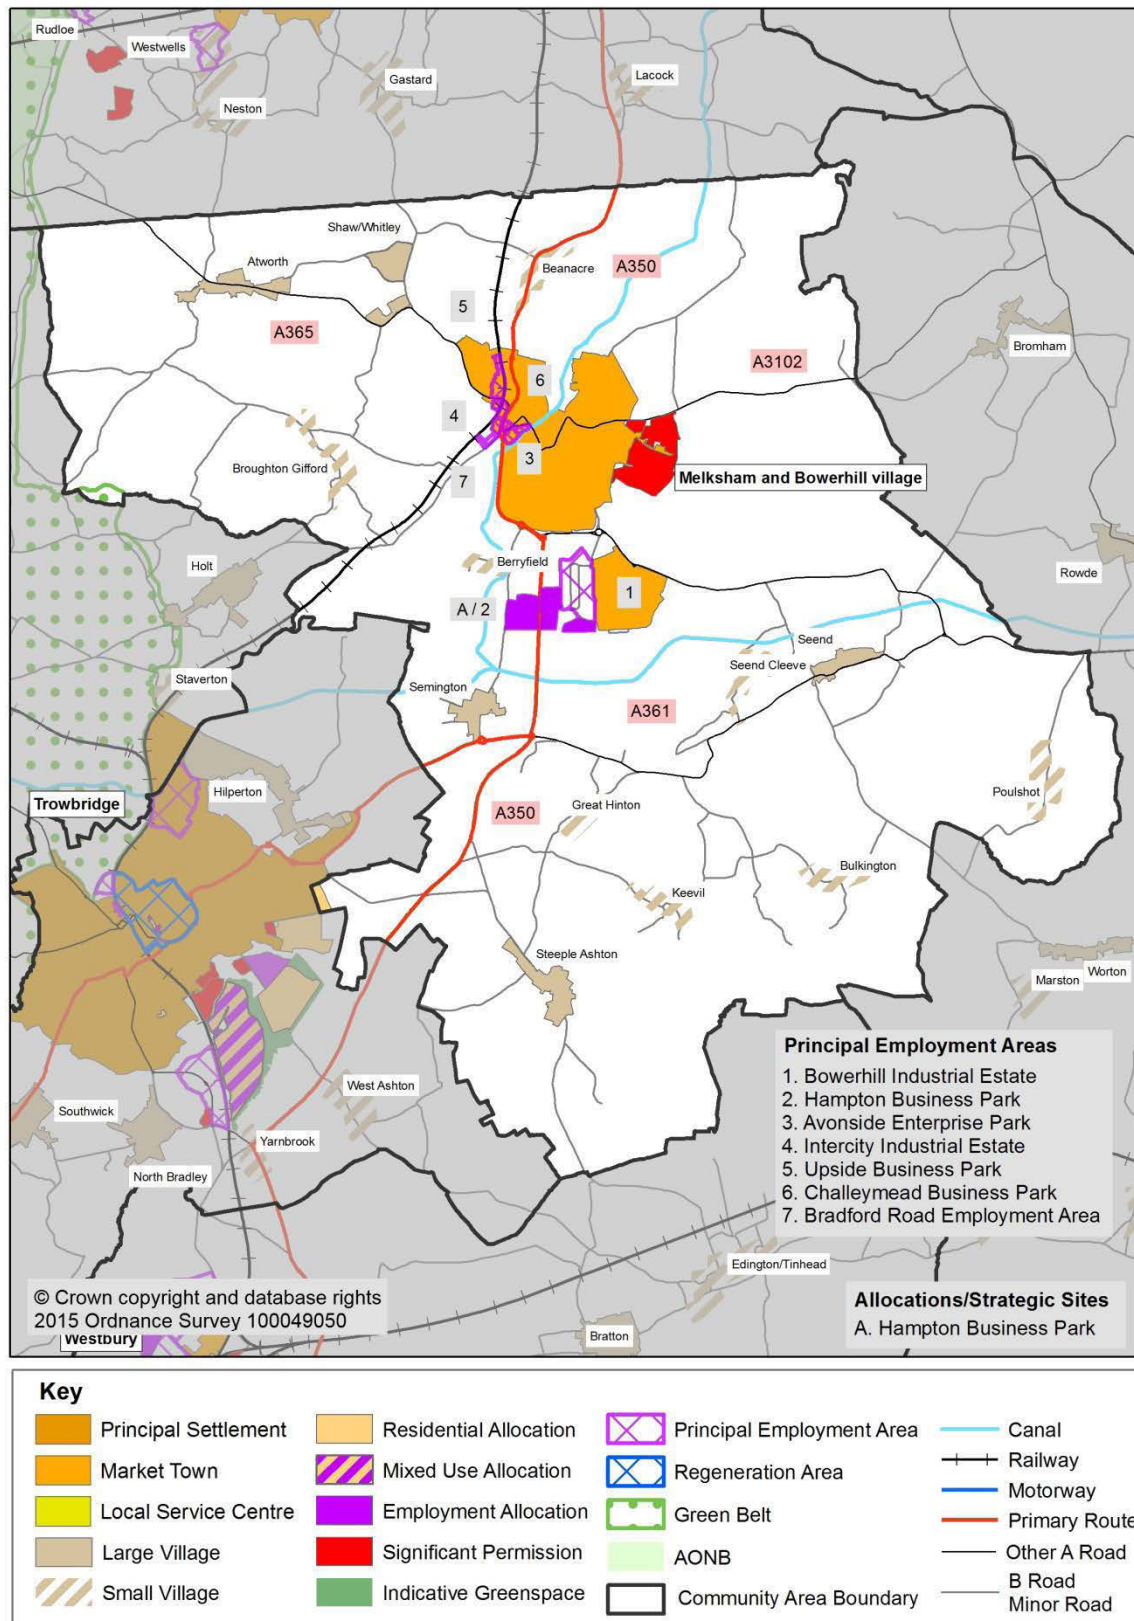 Rudloe
Westwells
Gastard
Lacock
Neston
Shaw/Whitley
Atworth
Beanacre
A350
5
A365
Bromham
A3102
6
4
3
Broughton Gifford
7
Melksham and Bowerhill village
Holt
Berryfield
Rowde
1
A / 2
Seend
Seend Cleeve
Staverton
Semington
A361
Hilperton
Poulshot
Trowbridge
Great Hinton
A350
Bulkington
Keevil
Steeple Ashton
Worton
Marston
Principal Employment Areas
1. Bowerhill Industrial Estate
2. Hampton Business Park
3. Avonside Enterprise Park
4. Intercity Industrial Estate
5. Upside Business Park
6. Challeymead Business Park
7. Bradford Road Employment Area
West Ashton
Southwick
Yarnbrook
North Bradley
Edington/Tinhead
© Crown copyright and database rights
2015 Ordnance Survey 100049050
Westbury
Bratton
Allocations/Strategic Sites
A. Hampton Business Park
Key
Principal Settlement
Market Town
Local Service Centre
Large Village
Small Village
Residential Allocation
Mixed Use Allocation
Employment Allocation
Significant Permission
Indicative Greenspace
Principal Employment Area
Regeneration Area
Green Belt
AONB
Community Area Boundary
Canal
Railway
Motorway
Primary Route
Other A Road
B Road
Minor Road